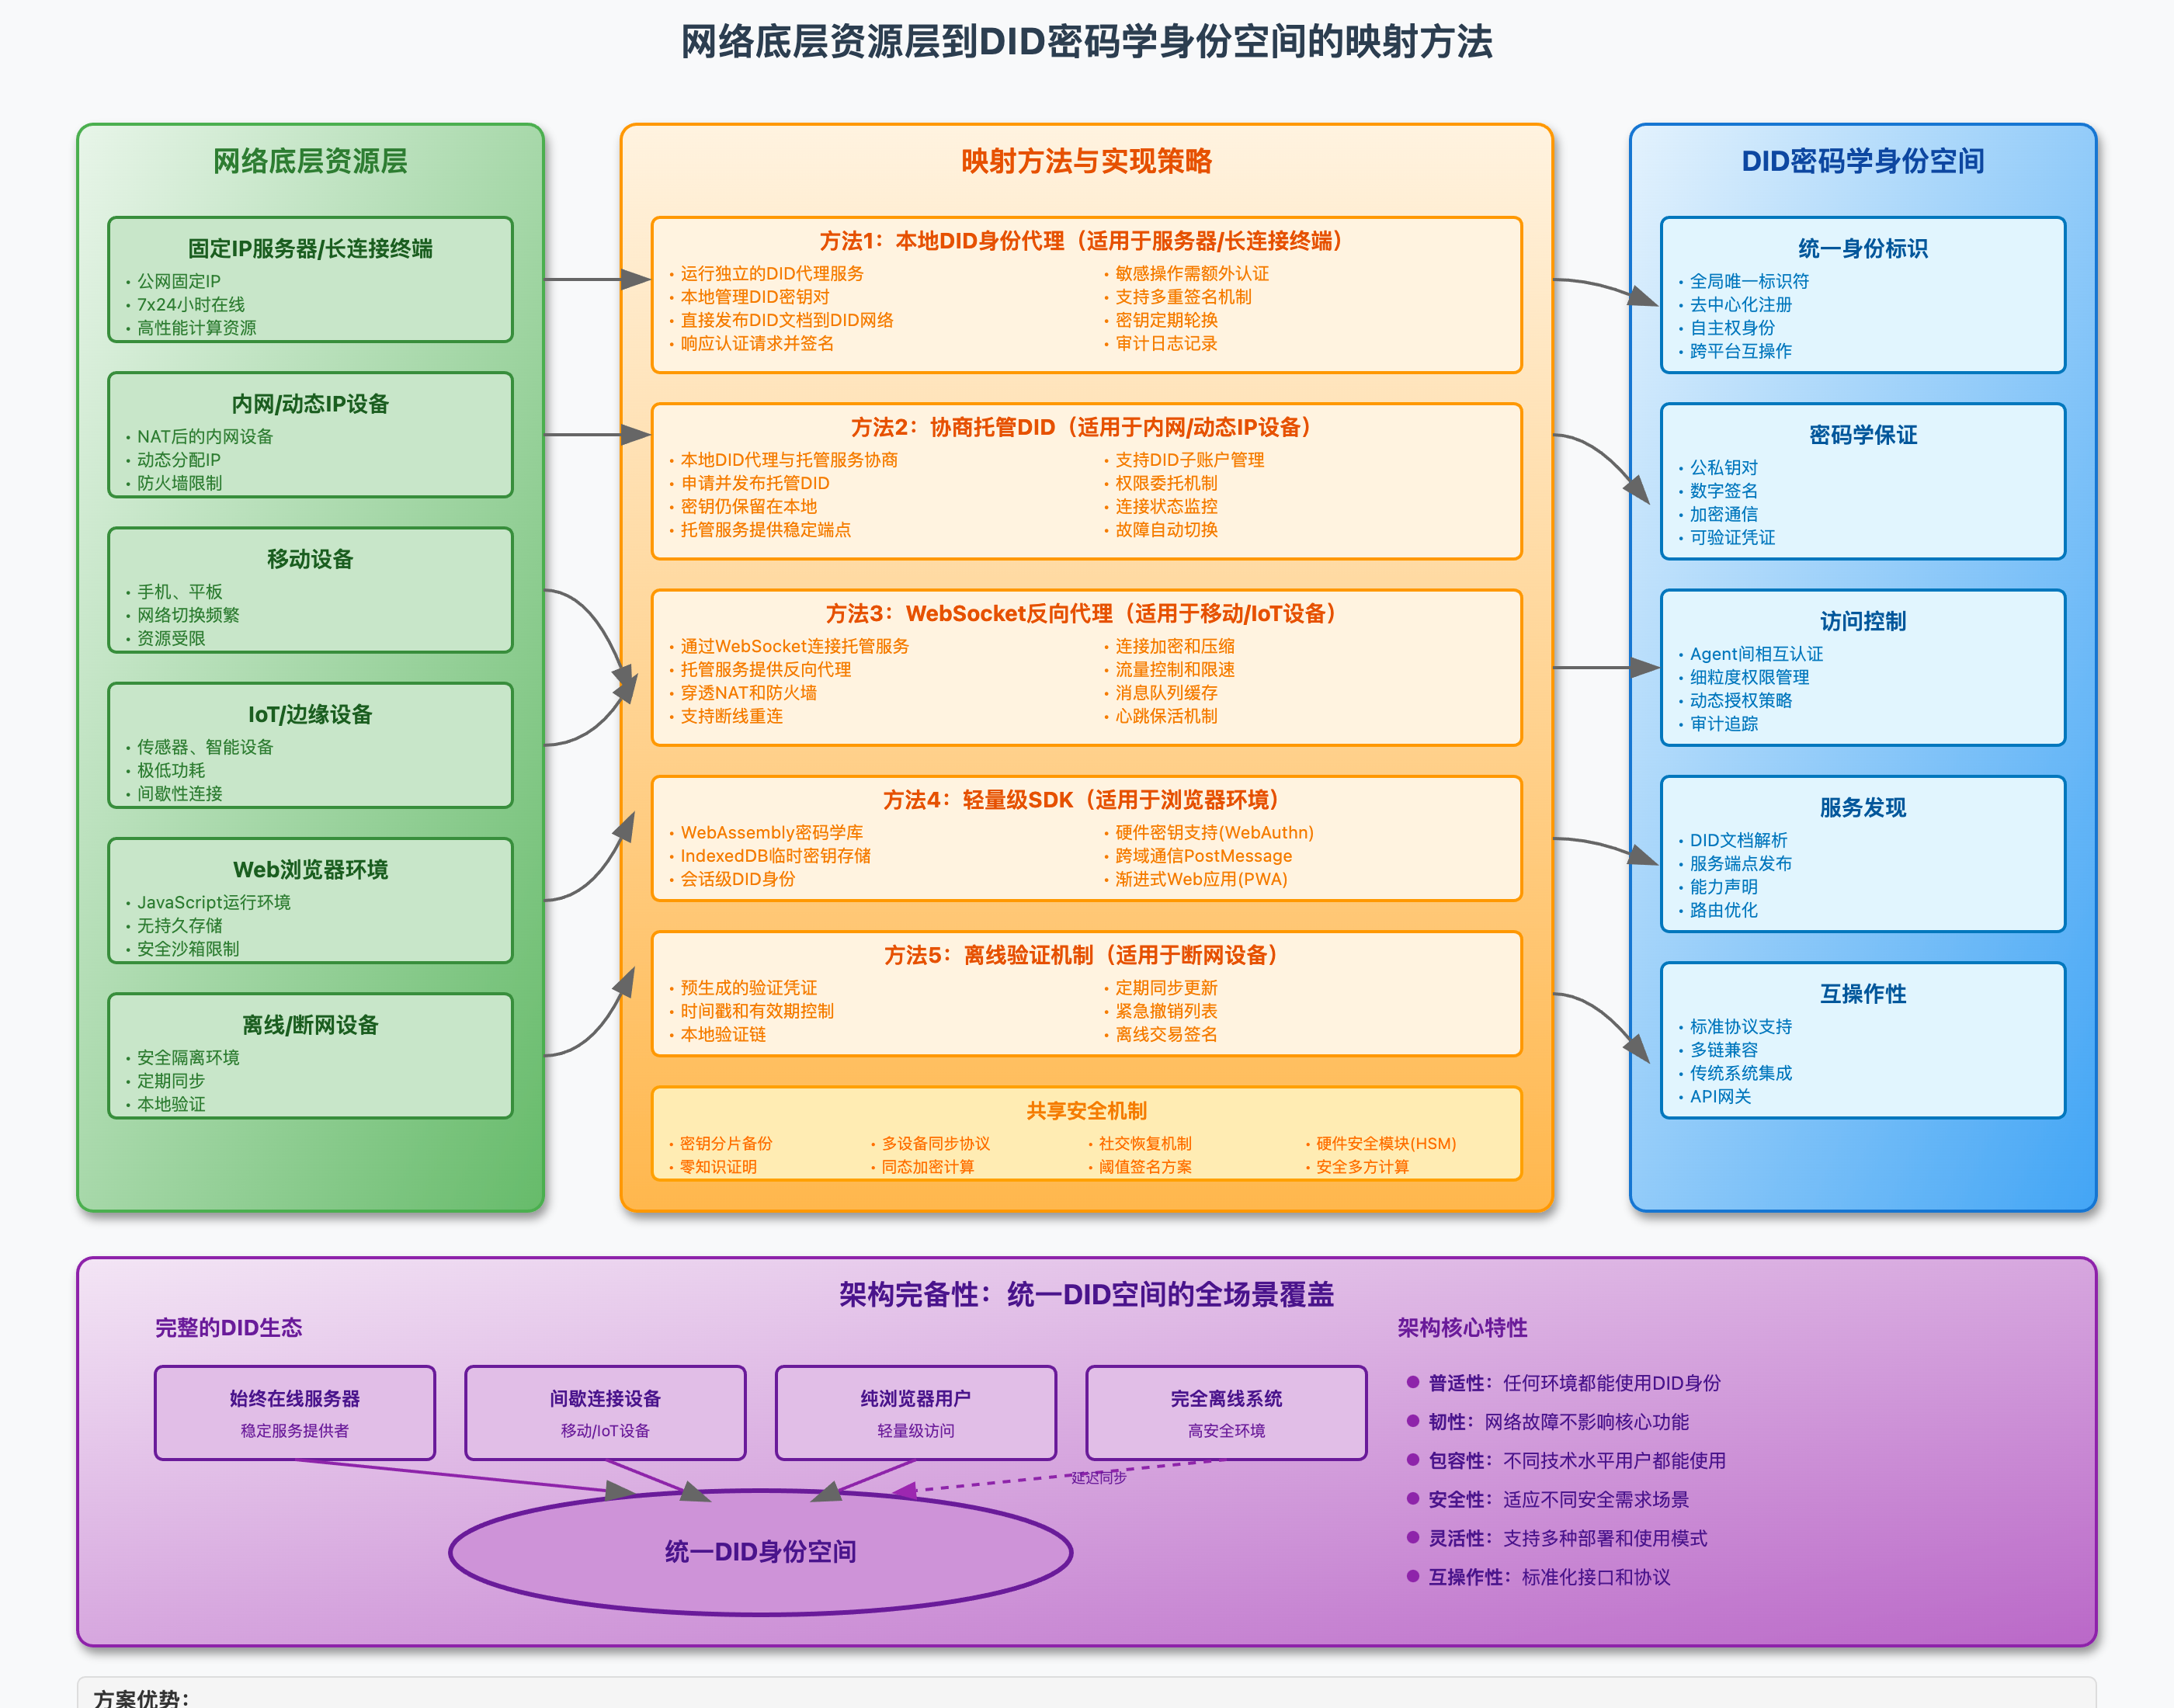 网络底层资源层到DID密码学身份空间的映射方法
网络底层资源层
固定IP服务器/长连接终端
• 公网固定IP
• 7x24小时在线
• 高性能计算资源
内网/动态IP设备
• NAT后的内网设备
• 动态分配IP
• 防火墙限制
移动设备
• 手机、平板
• 网络切换频繁
• 资源受限
IoT/边缘设备
• 传感器、智能设备
• 极低功耗
• 间歇性连接
Web浏览器环境
• JavaScript运行环境
• 无持久存储
• 安全沙箱限制
离线/断网设备
• 安全隔离环境
• 定期同步
• 本地验证
映射方法与实现策略
方法1：本地DID身份代理（适用于服务器/长连接终端）
• 运行独立的DID代理服务
• 本地管理DID密钥对
• 直接发布DID文档到DID网络
• 响应认证请求并签名
• 敏感操作需额外认证
• 支持多重签名机制
• 密钥定期轮换
• 审计日志记录
方法2：协商托管DID（适用于内网/动态IP设备）
• 本地DID代理与托管服务协商
• 申请并发布托管DID
• 密钥仍保留在本地
• 托管服务提供稳定端点
• 支持DID子账户管理
• 权限委托机制
• 连接状态监控
• 故障自动切换
方法3：WebSocket反向代理（适用于移动/IoT设备）
• 通过WebSocket连接托管服务
• 托管服务提供反向代理
• 穿透NAT和防火墙
• 支持断线重连
• 连接加密和压缩
• 流量控制和限速
• 消息队列缓存
• 心跳保活机制
方法4：轻量级SDK（适用于浏览器环境）
• WebAssembly密码学库
• IndexedDB临时密钥存储
• 会话级DID身份
• 硬件密钥支持(WebAuthn)
• 跨域通信PostMessage
• 渐进式Web应用(PWA)
方法5：离线验证机制（适用于断网设备）
• 预生成的验证凭证
• 时间戳和有效期控制
• 本地验证链
• 定期同步更新
• 紧急撤销列表
• 离线交易签名
共享安全机制
• 密钥分片备份
• 零知识证明
• 多设备同步协议
• 同态加密计算
• 社交恢复机制
• 阈值签名方案
• 硬件安全模块(HSM)
• 安全多方计算
DID密码学身份空间
统一身份标识
• 全局唯一标识符
• 去中心化注册
• 自主权身份
• 跨平台互操作
密码学保证
• 公私钥对
• 数字签名
• 加密通信
• 可验证凭证
访问控制
• Agent间相互认证
• 细粒度权限管理
• 动态授权策略
• 审计追踪
服务发现
• DID文档解析
• 服务端点发布
• 能力声明
• 路由优化
互操作性
• 标准协议支持
• 多链兼容
• 传统系统集成
• API网关
架构完备性：统一DID空间的全场景覆盖
完整的DID生态
始终在线服务器
稳定服务提供者
间歇连接设备
移动/IoT设备
纯浏览器用户
轻量级访问
完全离线系统
高安全环境
延迟同步
统一DID身份空间
架构核心特性
普适性：任何环境都能使用DID身份
韧性：网络故障不影响核心功能
包容性：不同技术水平用户都能使用
安全性：适应不同安全需求场景
灵活性：支持多种部署和使用模式
互操作性：标准化接口和协议
方案优势：